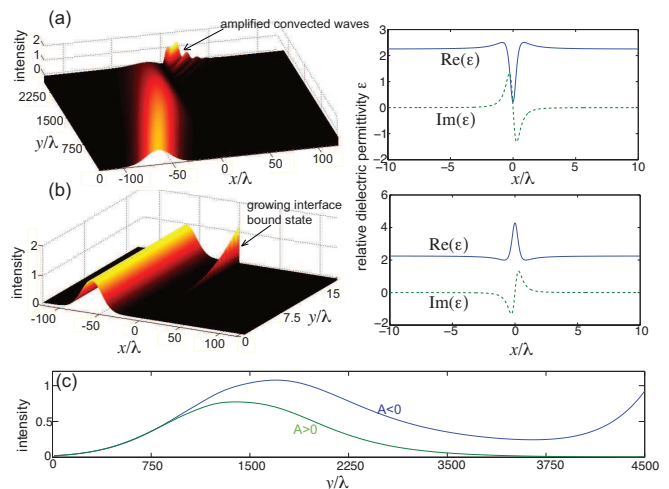 (a)
amplified convected waves
intensity
2
1
0
2250
1500
750
0
y/λ
-100
-50
0
50
100
x/λ
3
2
1
0
1
2
Re(ε)
Im(ε)
-10
-5
0
5
10
x/λ
relative dielectric permittivity ε
(b)
growing interface
bound state
intensity
2
1
0
-100
-50
0
50
100
x/λ
0
7.5
15
y/λ
6
4
2
0
-2
Re(ε)
Im(ε)
-10
-5
0
5
10
x/λ
(c)
intensity
1
0.5
0
A<0
A>0
0
750
1500
2250
3000
3750
4500
y/λ